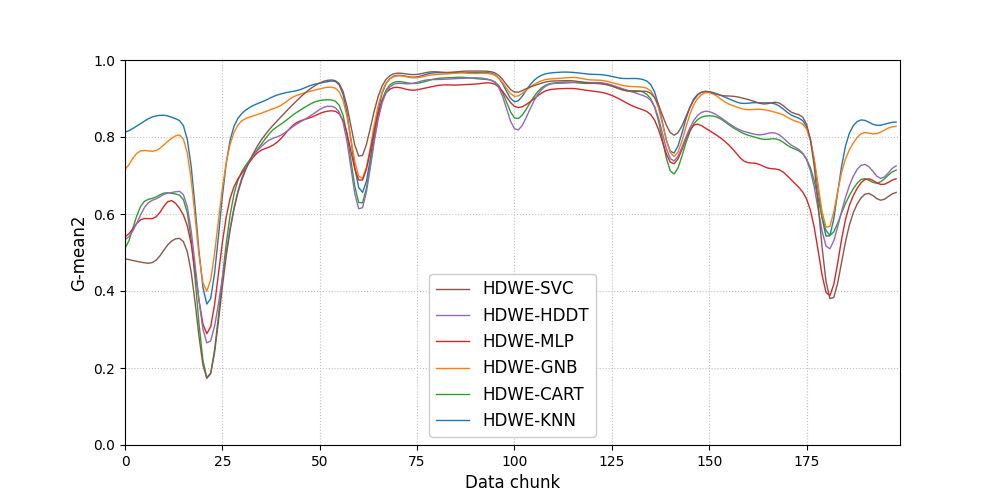 1.0
0.8
0.6
0.4
0.2
0.0
G-mean2
HDWE-SVC
HDWE-HDDT
HDWE-MLP
HDWE-GNB
HDWE-CART
HDWE-KNN
0 25 50 75 100 125 150 175
Data chunk